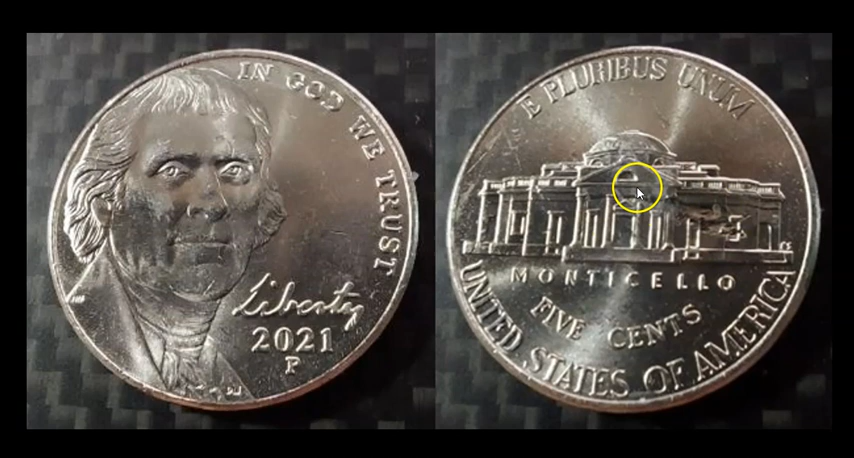 IN GOD WE TRUST
Liberty
2021
P
E PLURIBUS UNUM
MONTICELLO
FIVE CENTS
UNITED STATES OF AMERICA